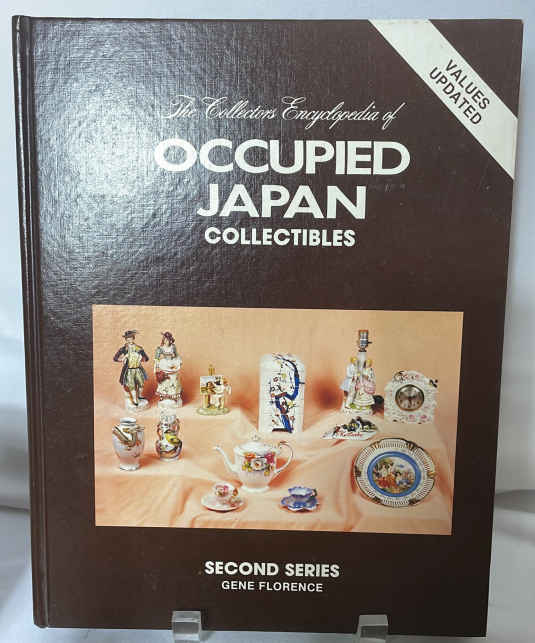 VALUES
UPDATED
The Collectors Encyclopedia of
OCCUPIED
JAPAN
COLLECTIBLES
SECOND SERIES
GENE FLORENCE